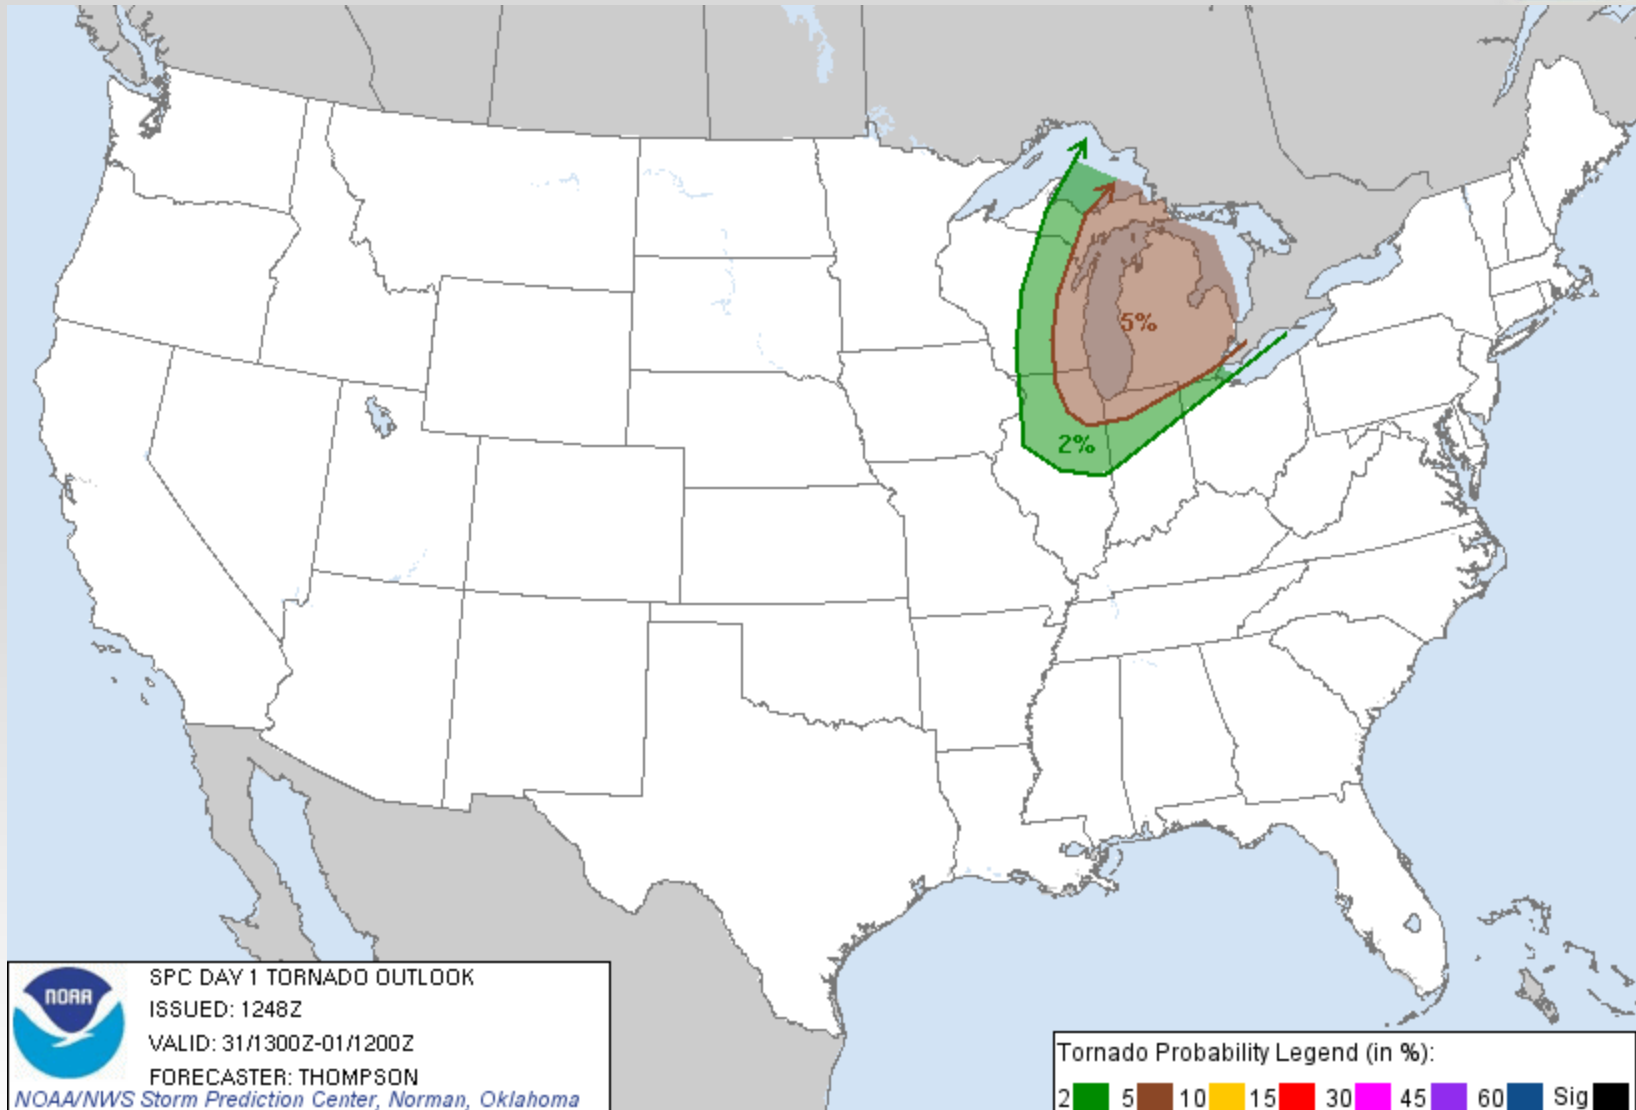 5%
2%
NOAA
SPC DAY 1 TORNADO OUTLOOK
ISSUED: 1248Z
VALID: 31/1300Z-01/1200Z
FORECASTER: THOMPSON
NOAA/NWS Storm Prediction Center, Norman, Oklahoma
Tornado Probability Legend (in %):
2 5 10 15 30 45 60 Sig